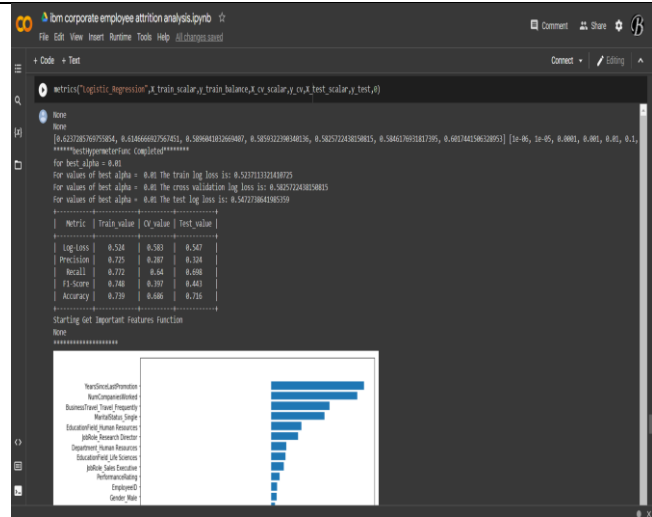 ibm corporate employee attrition analysis.ipynb
File Edit View Insert Runtime Tools Help All changes saved
Comment Share
+ Code + Text
Connect Editing
metrics("Logistic_Regression",X_train_scalar,y_train_balance,X_cv_scalar,y_cv,X_test_scalar,y_test,0)
None
None
[0.6237285769755054, 0.6146666927567451, 0.5896041032669407, 0.5859322390340136, 0.5825722438150815, 0.5846176931817395, 0.6017441506328953] [1e-06, 1e-05, 0.0001, 0.001, 0.01, 0.1,
******bestHypermeterFunc Completed********
for best_alpha = 0.01
For values of best alpha = 0.01 The train log loss is: 0.5237113321410725
For values of best alpha = 0.01 The cross validation log loss is: 0.5825722438150815
For values of best alpha = 0.01 The test log loss is: 0.5472738641985359
| Metric | Train_value | CV_value | Test_value |
| Log-Loss | 0.524 | 0.583 | 0.547 |
| Precision | 0.725 | 0.287 | 0.324 |
| Recall | 0.772 | 0.64 | 0.698 |
| F1-Score | 0.748 | 0.397 | 0.443 |
| Accuracy | 0.739 | 0.686 | 0.716 |
Starting Get Important Features Function
None
********************
YearsSinceLastPromotion
NumCompaniesWorked
BusinessTravel_Travel_Frequently
MaritalStatus_Single
EducationField_Human Resources
JobRole_Research Director
Department_Human Resources
EducationField_Life Sciences
JobRole_Sales Executive
PerformanceRating
EmployeeID
Gender_Male